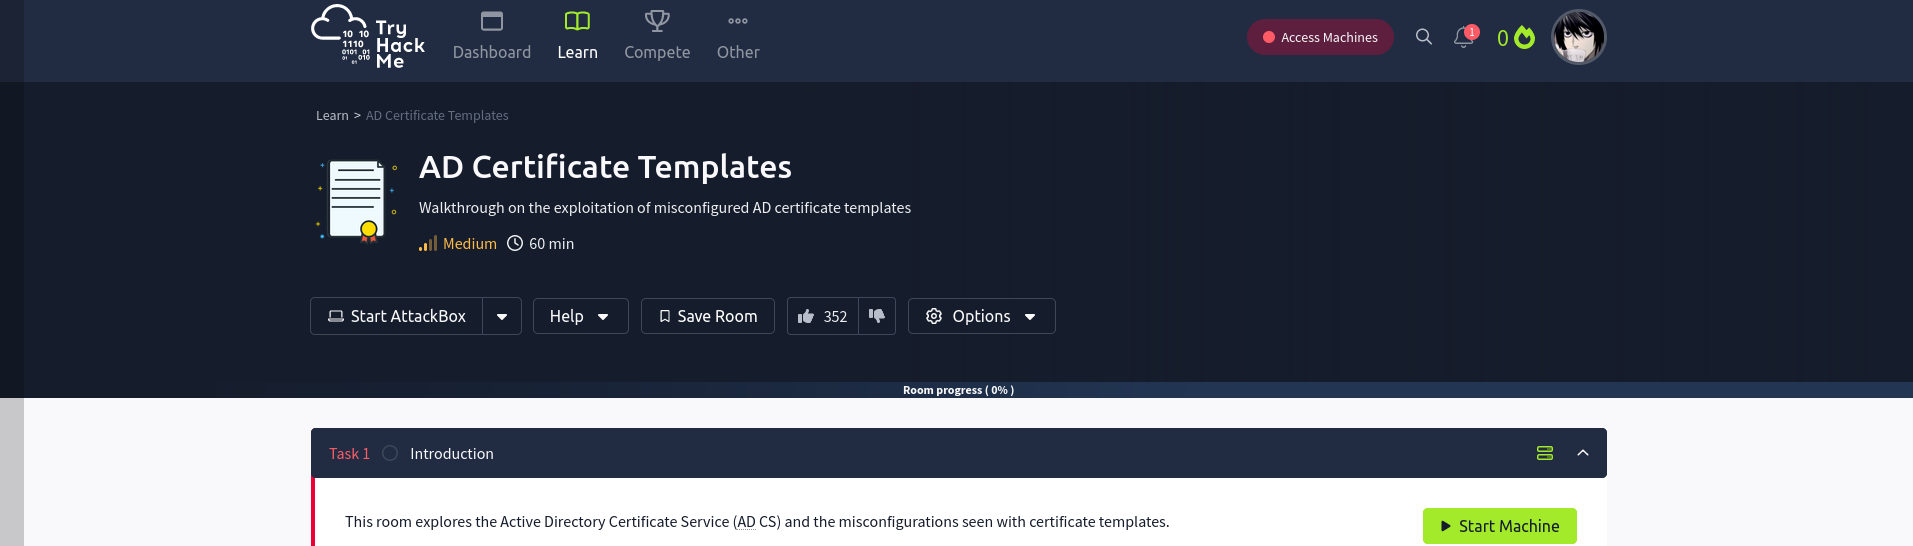 Try
Hack
Me
10 10
1110
0101 01
01 010
01
Dashboard
Learn
Compete
Other
Access Machines
1
0
Learn > AD Certificate Templates
AD Certificate Templates
Walkthrough on the exploitation of misconfigured AD certificate templates
Medium 60 min
Start AttackBox
Help
Save Room
352
Options
Room progress ( 0% )
Task 1 Introduction
This room explores the Active Directory Certificate Service (AD CS) and the misconfigurations seen with certificate templates.
Start Machine